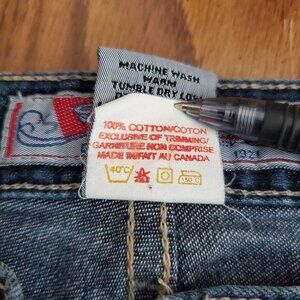 MACHINE WASH
WARM
TUMBLE DRY LOW
100% COTTON/COTON
EXCLUSIVE OF TRIMMING/
GARNITURE NON COMPRISE
MADE IN/FAIT AU CANADA
40°C